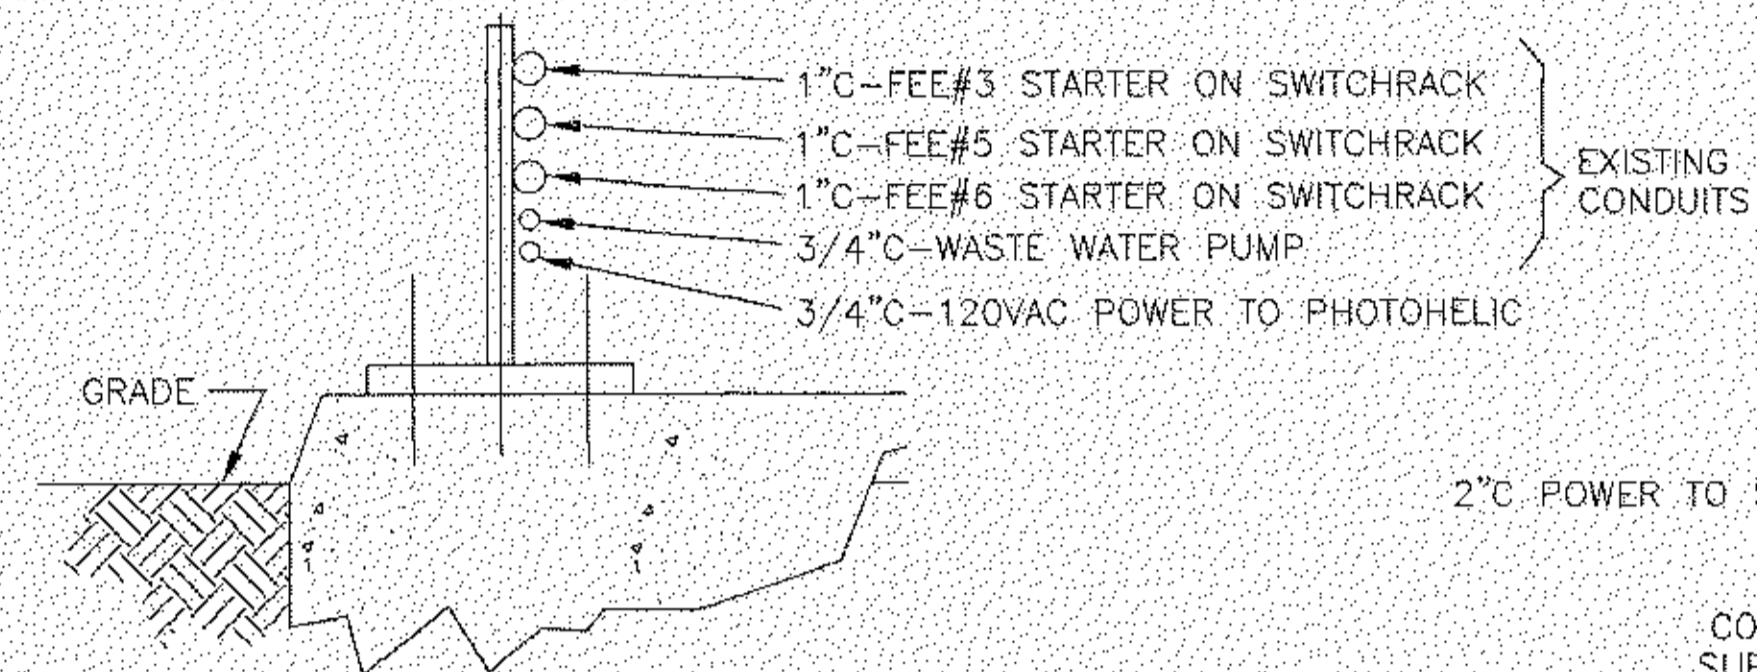 1"C-FEE#3 STARTER ON SWITCHRACK
1"C-FEE#5 STARTER ON SWITCHRACK
1"C-FEE#6 STARTER ON SWITCHRACK
3/4"C-WASTE WATER PUMP
3/4"C-120VAC POWER TO PHOTOHELIC
EXISTING
CONDUITS
GRADE
2"C POWER TO